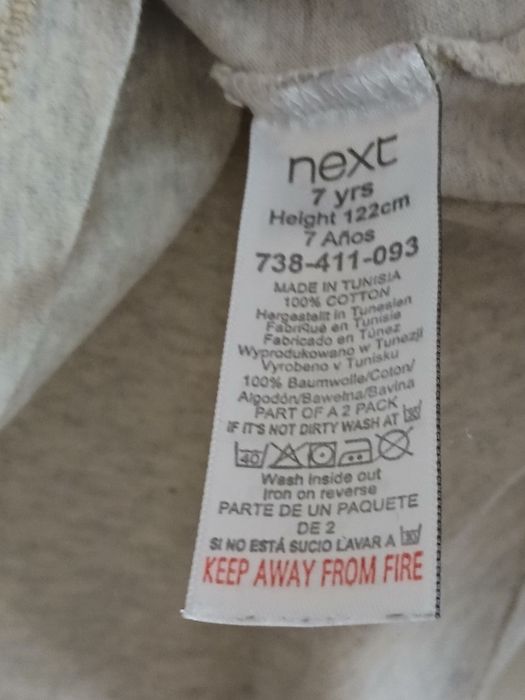 next
7 yrs
Height 122cm
7 Años
738-411-093
MADE IN TUNISIA
100% COTTON
Hergestellt in Tunesien
Fabriqué en Tunisie
Fabricado en Túnez
Wyprodukowano w Tunezji
Vyrobeno v Tunisku
100% Baumwolle/Coton/
Algodón/Bawełna/Bavlna
PART OF A 2 PACK
IF IT'S NOT DIRTY WASH AT 30
40
Wash inside out
Iron on reverse
PARTE DE UN PAQUETE
DE 2
SI NO ESTÁ SUCIO LAVAR A 30
KEEP AWAY FROM FIRE